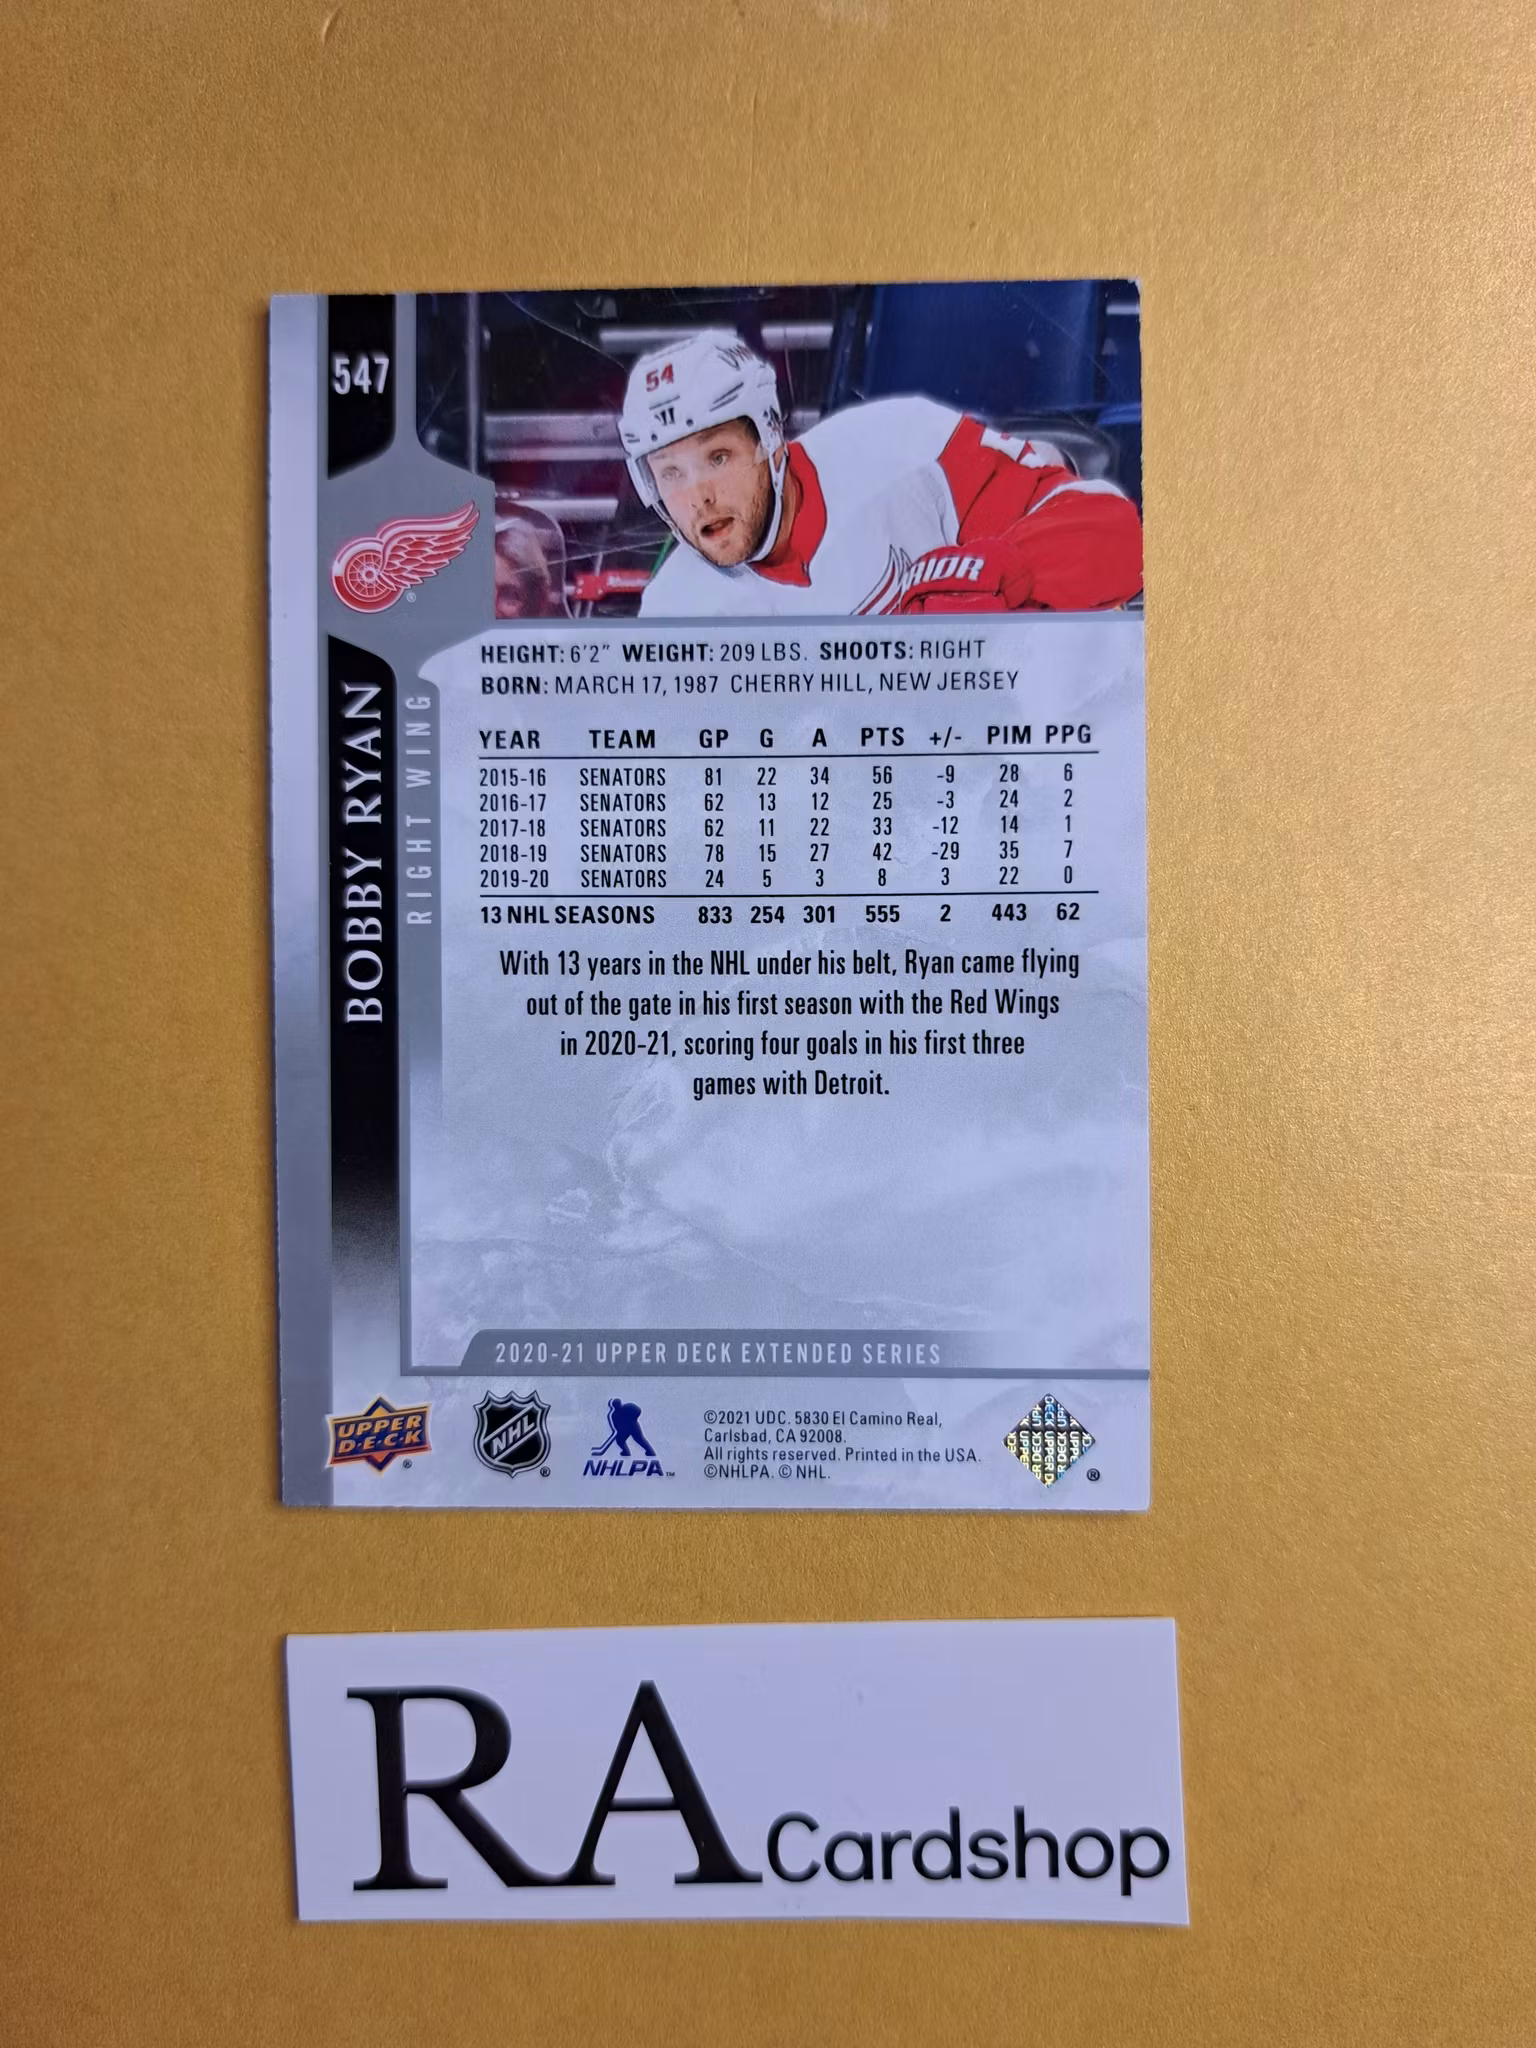 547
54
RIOR
BOBBY RYAN
RIGHT WING
HEIGHT: 6'2" WEIGHT: 209 LBS. SHOOTS: RIGHT
BORN: MARCH 17, 1987 CHERRY HILL, NEW JERSEY
YEAR TEAM GP G A PTS +/- PIM PPG
2015-16 SENATORS 81 22 34 56 -9 28 6
2016-17 SENATORS 62 13 12 25 -3 24 2
2017-18 SENATORS 62 11 22 33 -12 14 1
2018-19 SENATORS 78 15 27 42 -29 35 7
2019-20 SENATORS 24 5 3 8 3 22 0
13 NHL SEASONS 833 254 301 555 2 443 62
With 13 years in the NHL under his belt, Ryan came flying
out of the gate in his first season with the Red Wings
in 2020-21, scoring four goals in his first three
games with Detroit.
2020-21 UPPER DECK EXTENDED SERIES
UPPER DECK ®
NHL ®
NHLPA ™
©2021 UDC. 5830 El Camino Real,
Carlsbad, CA 92008.
All rights reserved. Printed in the USA.
©NHLPA. © NHL.
UPPER DECK ®
RA Cardshop